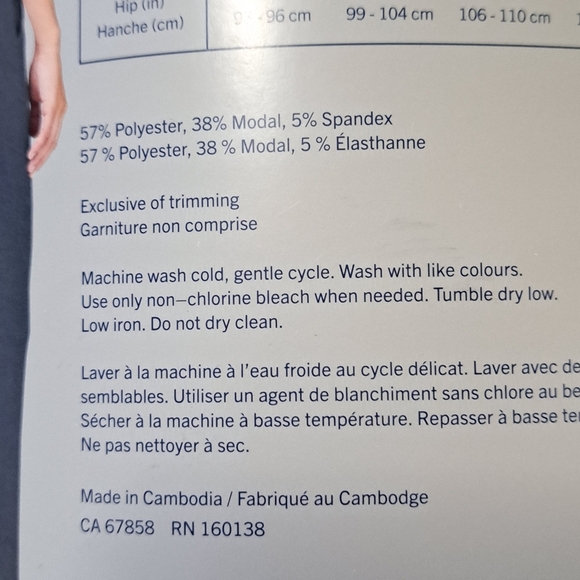 Hip (in)
Hanche (cm)
96 cm 99 - 104 cm 106 - 110 cm
57% Polyester, 38% Modal, 5% Spandex
57 % Polyester, 38 % Modal, 5 % Élasthanne
Exclusive of trimming
Garniture non comprise
Machine wash cold, gentle cycle. Wash with like colours.
Use only non–chlorine bleach when needed. Tumble dry low.
Low iron. Do not dry clean.
Laver à la machine à l'eau froide au cycle délicat. Laver avec de
semblables. Utiliser un agent de blanchiment sans chlore au be
Sécher à la machine à basse température. Repasser à basse te
Ne pas nettoyer à sec.
Made in Cambodia / Fabriqué au Cambodge
CA 67858 RN 160138